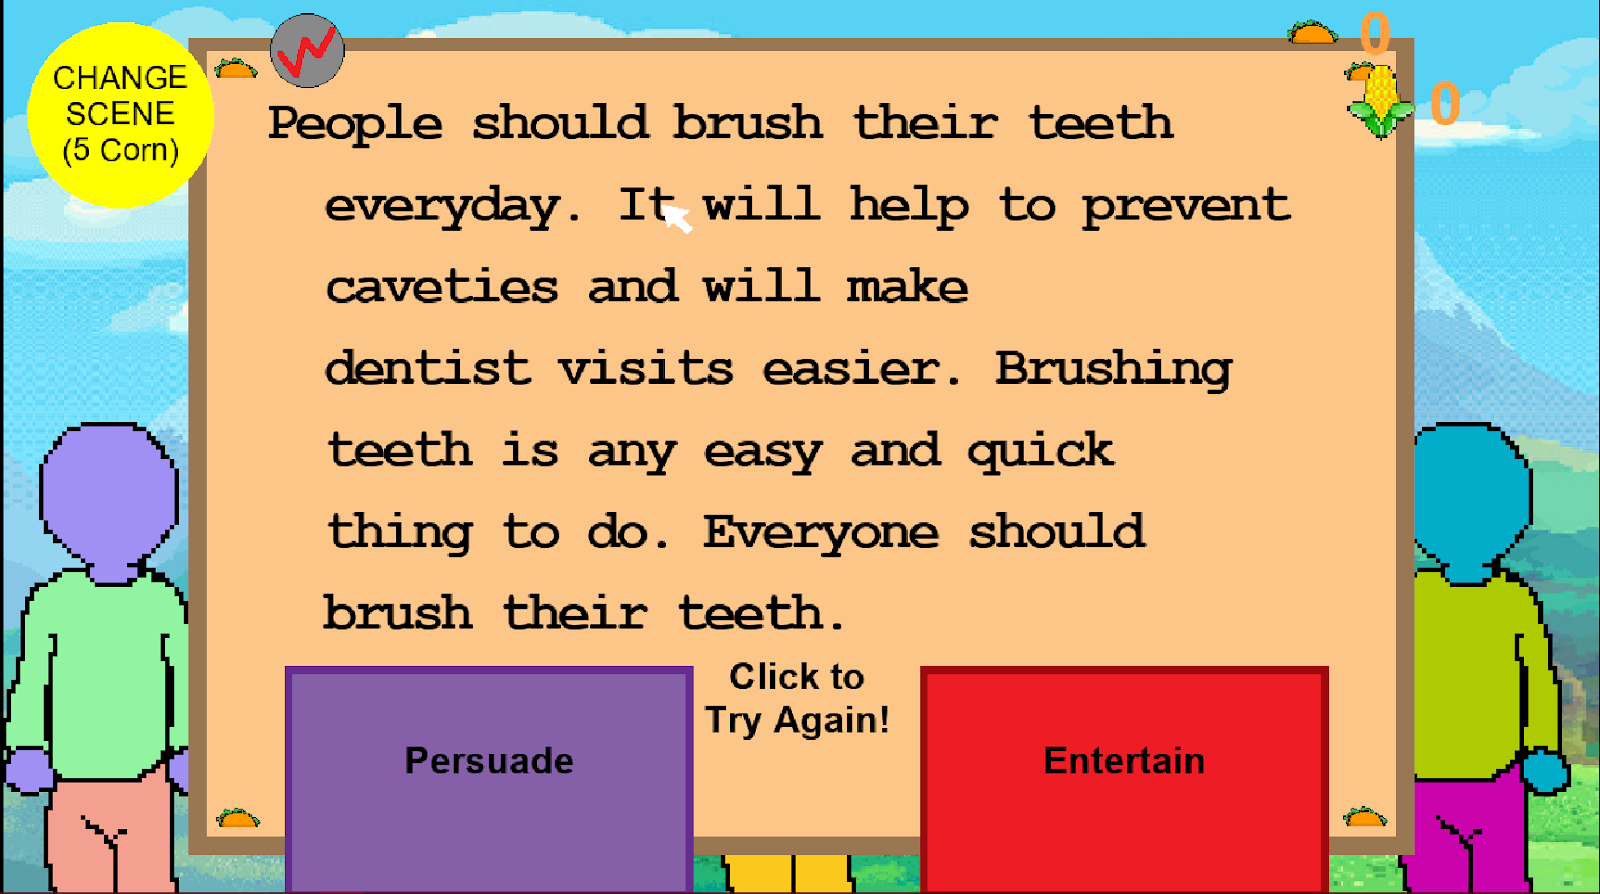 CHANGE
SCENE
(5 Corn)
0
0
People should brush their teeth
everyday. It will help to prevent
caveties and will make
dentist visits easier. Brushing
teeth is any easy and quick
thing to do. Everyone should
brush their teeth.
Click to
Try Again!
Persuade
Entertain